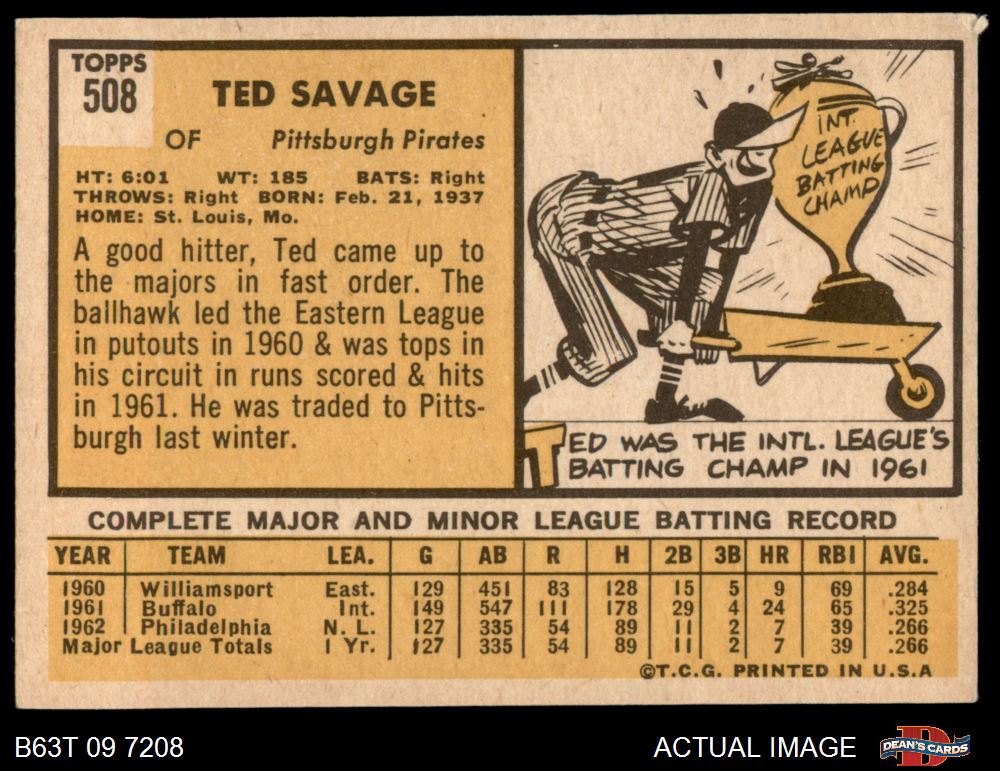 TOPPS
508
TED SAVAGE
OF Pittsburgh Pirates
HT: 6:01 WT: 185 BATS: Right
THROWS: Right BORN: Feb. 21, 1937
HOME: St. Louis, Mo.
A good hitter, Ted came up to
the majors in fast order. The
ballhawk led the Eastern League
in putouts in 1960 & was tops in
his circuit in runs scored & hits
in 1961. He was traded to Pitts-
burgh last winter.
INT.
LEAGUE
BATTING
CHAMP
TED WAS THE INTL. LEAGUE'S
BATTING CHAMP IN 1961
COMPLETE MAJOR AND MINOR LEAGUE BATTING RECORD
YEAR TEAM LEA. G AB R H 2B 3B HR RBI AVG.
1960 Williamsport East. 129 451 83 128 15 5 9 69 .284
1961 Buffalo Int. 149 547 111 178 29 4 24 65 .325
1962 Philadelphia N. L. 127 335 54 89 11 2 7 39 .266
Major League Totals 1 Yr. 127 335 54 89 11 2 7 39 .266
©T.C.G. PRINTED IN U.S.A
B63T 09 7208
ACTUAL IMAGE
D
DEAN'S CARDS